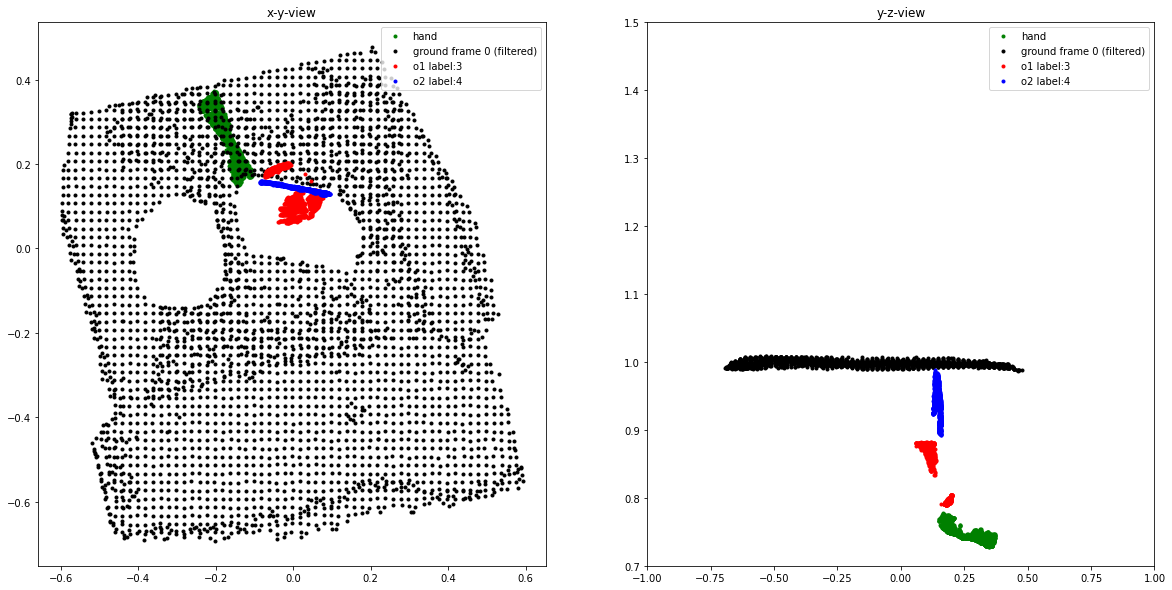 x-y-view
hand
ground frame 0 (filtered)
o1 label:3
o2 label:4
0.4
0.2
0.0
−0.2
−0.4
−0.6
−0.6 −0.4 −0.2 0.0 0.2 0.4 0.6
y-z-view
hand
ground frame 0 (filtered)
o1 label:3
o2 label:4
1.5
1.4
1.3
1.2
1.1
1.0
0.9
0.8
0.7
−1.00 −0.75 −0.50 −0.25 0.00 0.25 0.50 0.75 1.00